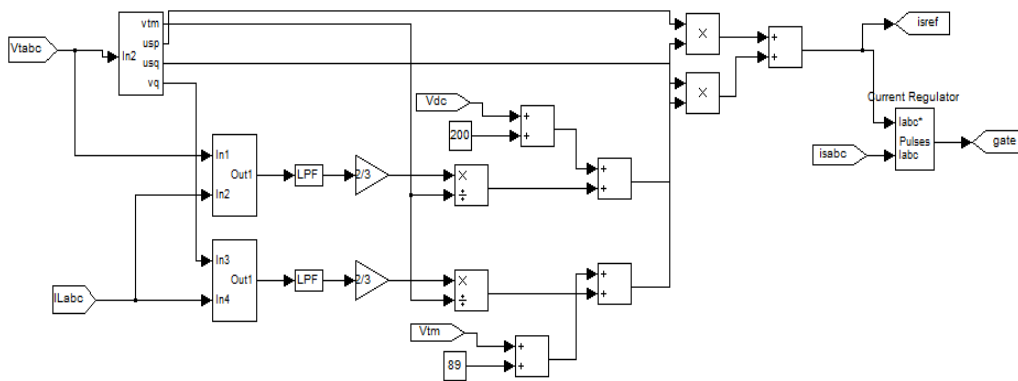 Vtabc
In2
vtm
usp
usq
vq
×
+
+
isref
×
Current Regulator
Iabc*
Pulses
Iabc
isabc
gate
Vdc
200
+
+
In1
In2
Out1
LPF
2/3
×
÷
+
+
ILabc
In3
In4
Out1
LPF
2/3
×
÷
+
+
Vtm
89
+
+